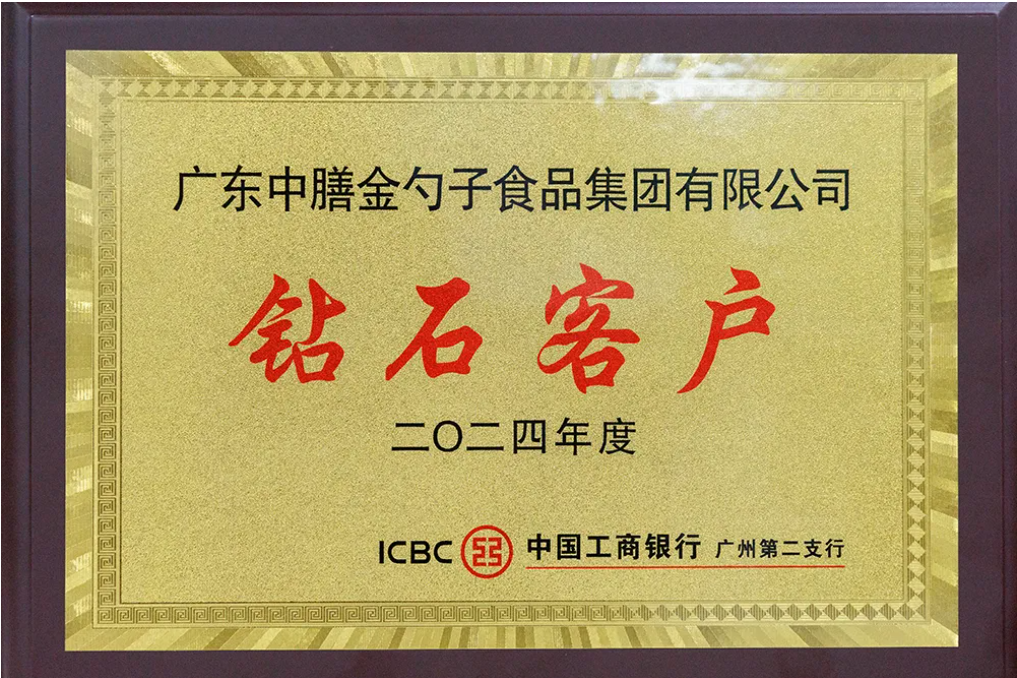 广东中膳金勺子食品集团有限公司
钻石客户
二〇二四年度
ICBC 中国工商银行 广州第二支行